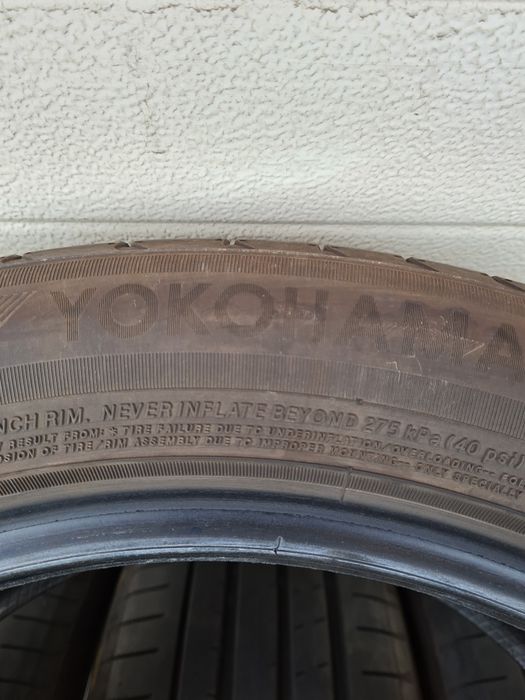 YOKOHAMA
NCH RIM. NEVER INFLATE BEYOND 275 kPa (40 psi)
RESULT FROM:* TIRE FAILURE DUE TO UNDERINFLATION/OVERLOADING--
OSION OF TIRE/RIM ASSEMBLY DUE TO IMPROPER MOUNTING-- ONLY SPECIALLY